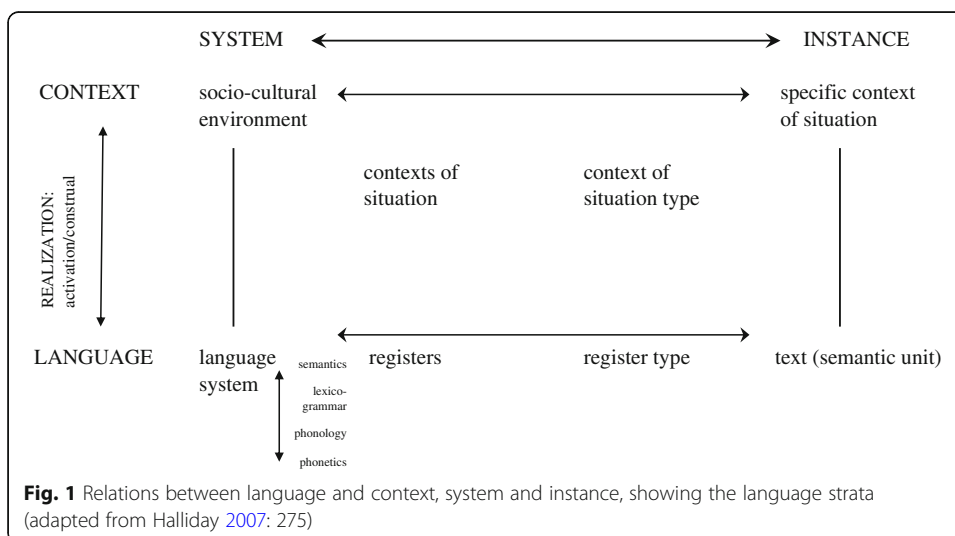 SYSTEM INSTANCE
CONTEXT socio-cultural specific context
environment of situation
contexts of context of
situation situation type
REALIZATION:
activation/construal
LANGUAGE language registers register type text (semantic unit)
system
semantics
lexico-
grammar
phonology
phonetics
Fig. 1 Relations between language and context, system and instance, showing the language strata
(adapted from Halliday 2007: 275)